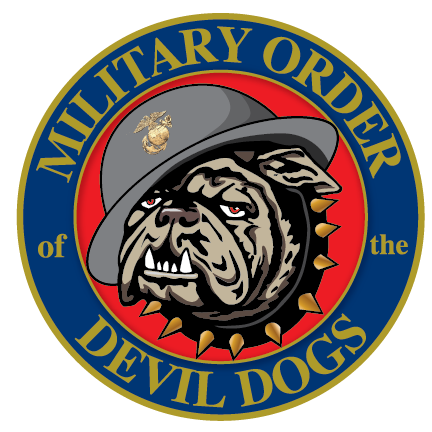 MILITARY ORDER
of the
DEVIL DOGS